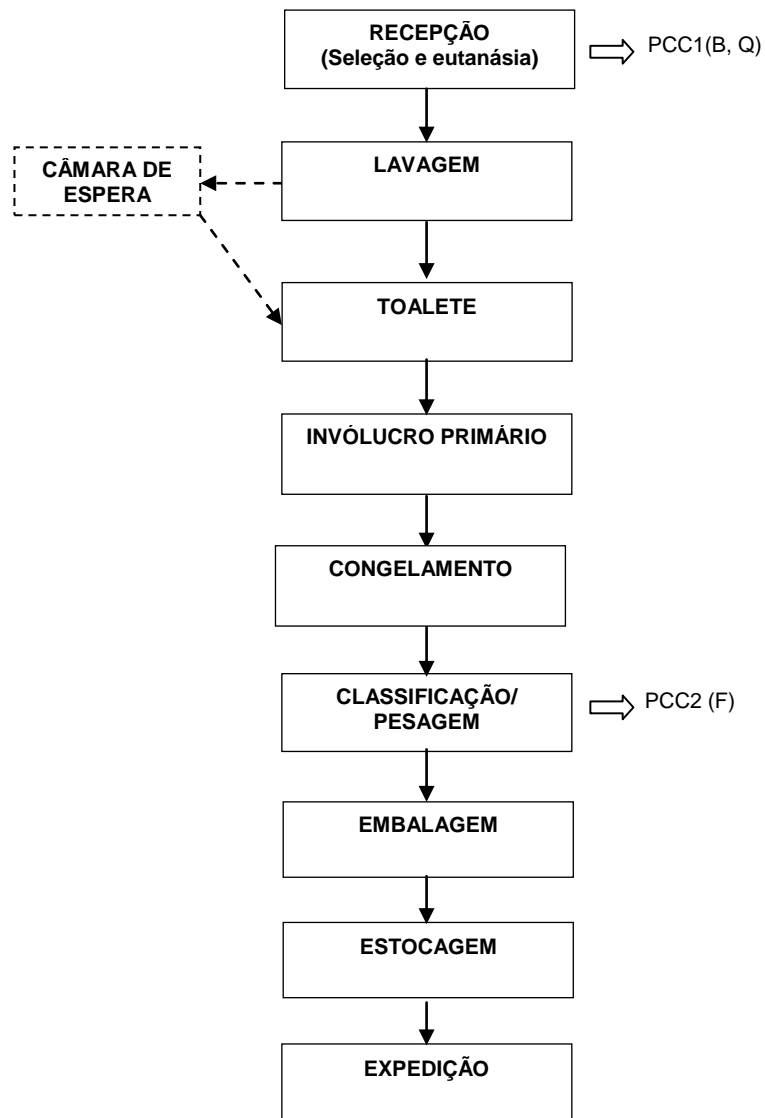 RECEPÇÃO
(Seleção e eutanásia)
PCC1(B, Q)
LAVAGEM
CÂMARA DE
ESPERA
TOALETE
INVÓLUCRO PRIMÁRIO
CONGELAMENTO
CLASSIFICAÇÃO/
PESAGEM
PCC2 (F)
EMBALAGEM
ESTOCAGEM
EXPEDIÇÃO